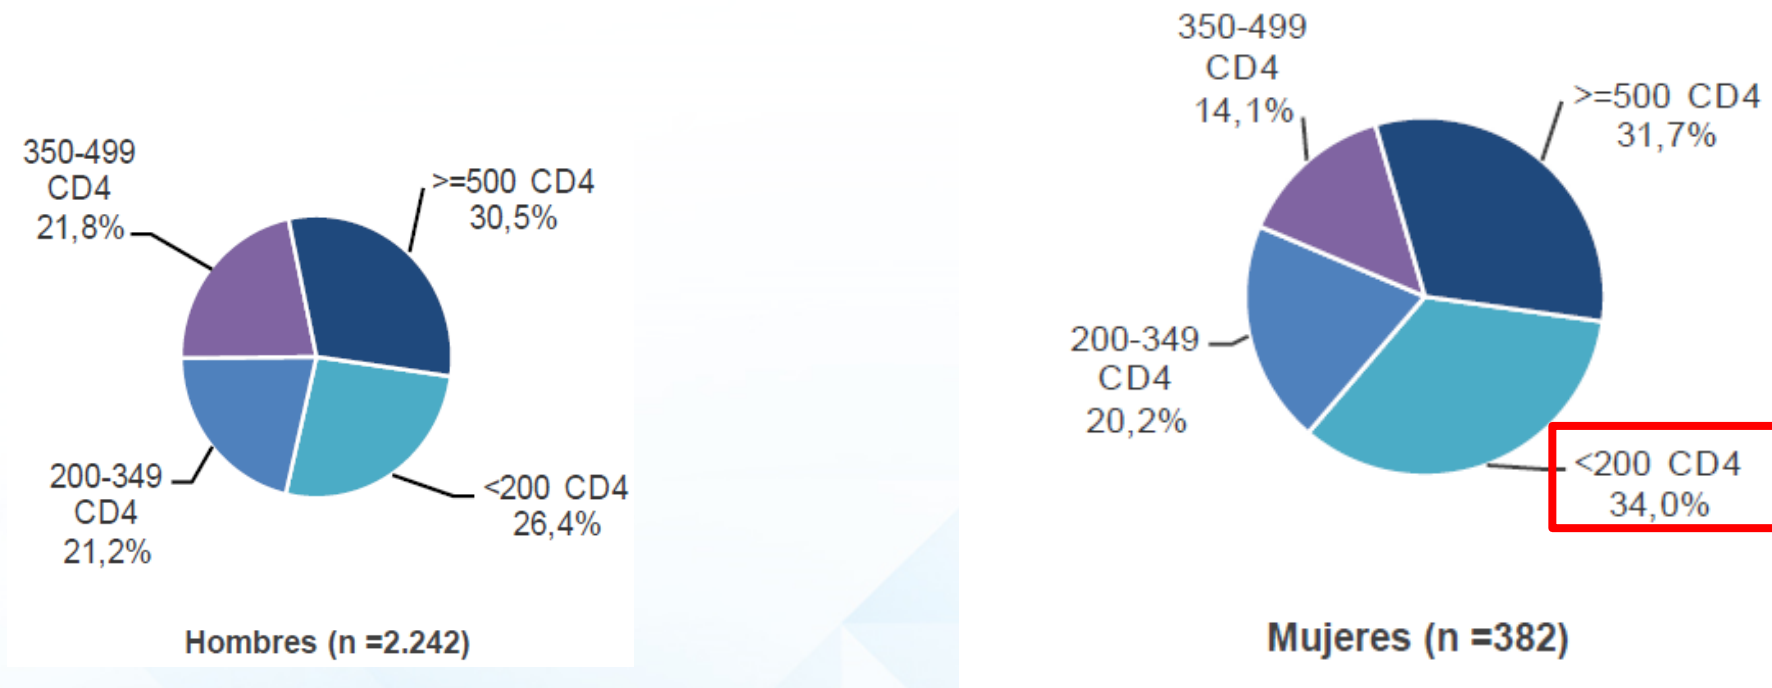 350-499
CD4
21,8%
>=500 CD4
30,5%
200-349
CD4
21,2%
<200 CD4
26,4%
Hombres (n =2.242)
350-499
CD4
14,1%
>=500 CD4
31,7%
200-349
CD4
20,2%
<200 CD4
34,0%
Mujeres (n =382)